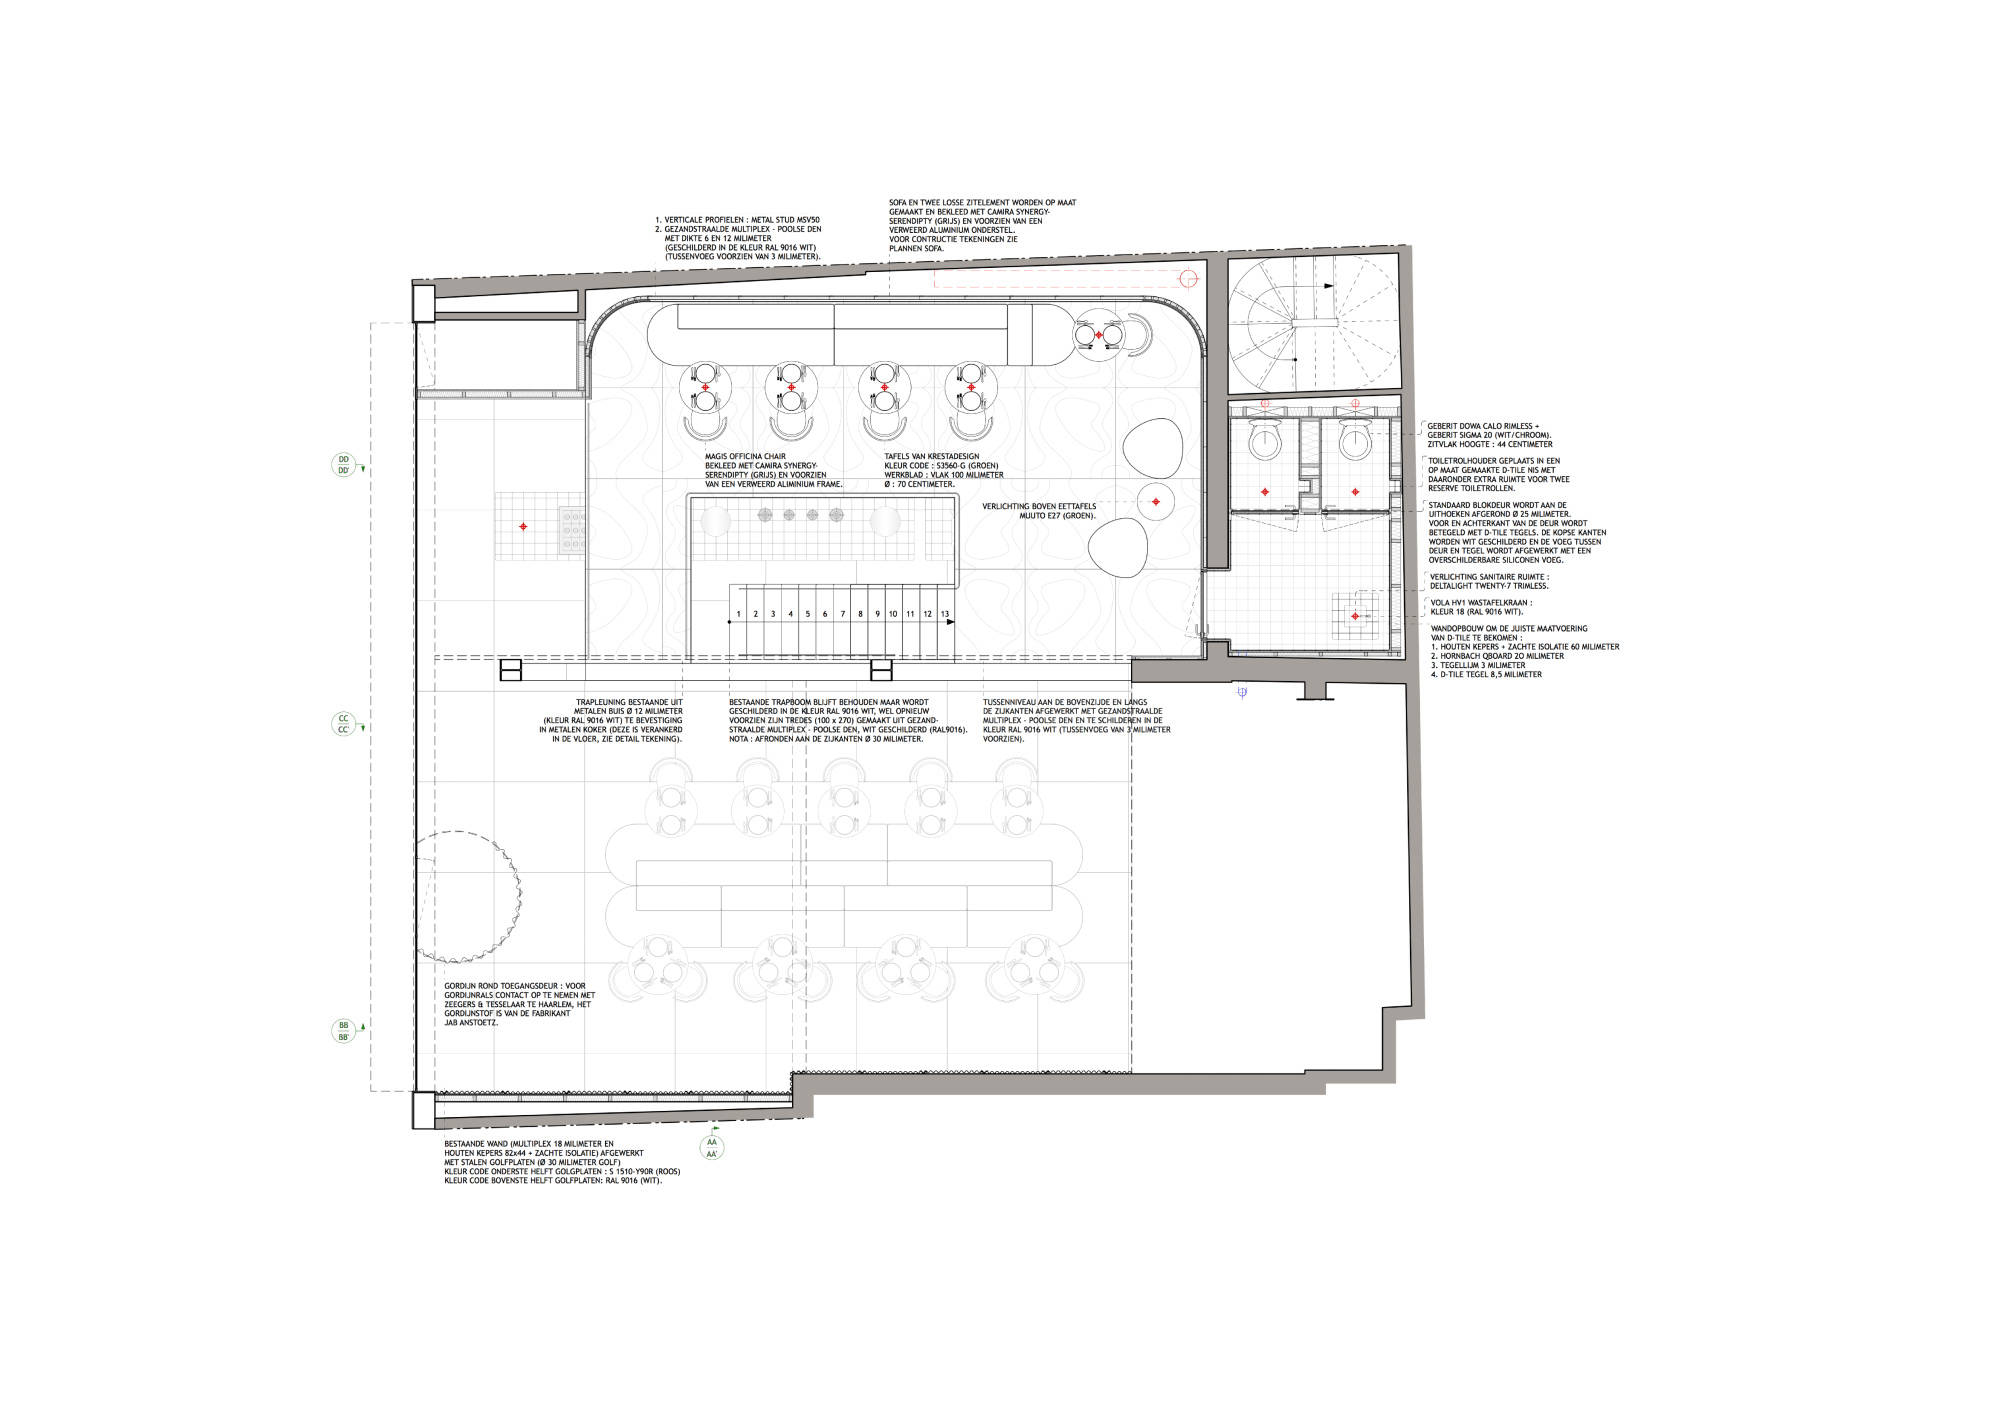 SOFA EN TWEE LOSSE ZITELEMENT WORDEN OP MAAT
GEMAAKT EN BEKLEED MET CAMIRA SYNERGY-
SERENDIPTY (GRIJS) EN VOORZIEN VAN EEN
VERWEERD ALUMINIUM ONDERSTEL.
VOOR CONTRUCTIE TEKENINGEN ZIE
PLANNEN SOFA.
1. VERTICALE PROFIELEN : METAL STUD MSV50
2. GEZANDSTRAALDE MULTIPLEX - POOLSE DEN
MET DIKTE 6 EN 12 MILIMETER
(GESCHILDERD IN DE KLEUR RAL 9016 WIT)
(TUSSENVOEG VOORZIEN VAN 3 MILIMETER).
GEBERIT DOWA CALO RIMLESS +
GEBERIT SIGMA 20 (WIT/CHROOM).
ZITVLAK HOOGTE : 44 CENTIMETER
DD
DD'
MAGIS OFFICINA CHAIR
BEKLEED MET CAMIRA SYNERGY-
SERENDIPTY (GRIJS) EN VOORZIEN
VAN EEN VERWEERD ALIMINIUM FRAME.
TAFELS VAN KRESTADESIGN
KLEUR CODE : S3560-G (GROEN)
WERKBLAD : VLAK 100 MILIMETER
Ø : 70 CENTIMETER.
TOILETROLHOUDER GEPLAATS IN EEN
OP MAAT GEMAAKTE D-TILE NIS MET
DAARONDER EXTRA RUIMTE VOOR TWEE
RESERVE TOILETROLLEN.
VERLICHTING BOVEN EETTAFELS
MUUTO E27 (GROEN).
STANDAARD BLOKDEUR WORDT AAN DE
UITHOEKEN AFGEROND Ø 25 MILIMETER.
VOOR EN ACHTERKANT VAN DE DEUR WORDT
BETEGELD MET D-TILE TEGELS. DE KOPSE KANTEN
WORDEN WIT GESCHILDERD EN DE VOEG TUSSEN
DEUR EN TEGEL WORDT AFGEWERKT MET EEN
OVERSCHILDERBARE SILICONEN VOEG.
VERLICHTING SANITAIRE RUIMTE :
DELTALIGHT TWENTY-7 TRIMLESS.
VOLA HV1 WASTAFELKRAAN :
KLEUR 18 (RAL 9016 WIT).
1 2 3 4 5 6 7 8 9 10 11 12 13
WANDOPBOUW OM DE JUISTE MAATVOERING
VAN D-TILE TE BEKOMEN :
1. HOUTEN KEPERS + ZACHTE ISOLATIE 60 MILIMETER
2. HORNBACH QBOARD 20 MILIMETER
3. TEGELLIJM 3 MILIMETER
4. D-TILE TEGEL 8,5 MILIMETER
CC
CC'
TRAPLEUNING BESTAANDE UIT
METALEN BUIS Ø 12 MILIMETER
(KLEUR RAL 9016 WIT) TE BEVESTIGING
IN METALEN KOKER (DEZE IS VERANKERD
IN DE VLOER, ZIE DETAIL TEKENING).
BESTAANDE TRAPBOOM BLIJFT BEHOUDEN MAAR WORDT
GESCHILDERD IN DE KLEUR RAL 9016 WIT, WEL OPNIEUW
VOORZIEN ZIJN TREDES (100 x 270) GEMAAKT UIT GEZAND-
STRAALDE MULTIPLEX - POOLSE DEN, WIT GESCHILDERD (RAL9016).
NOTA : AFRONDEN AAN DE ZIJKANTEN Ø 30 MILIMETER.
TUSSENNIVEAU AAN DE BOVENZIJDE EN LANGS
DE ZIJKANTEN AFGEWERKT MET GEZANDSTRAALDE
MULTIPLEX - POOLSE DEN EN TE SCHILDEREN IN DE
KLEUR RAL 9016 WIT (TUSSENVOEG VAN 3 MILIMETER
VOORZIEN).
GORDIJN ROND TOEGANGSDEUR : VOOR
GORDIJNRALS CONTACT OP TE NEMEN MET
ZEEGERS & TESSELAAR TE HAARLEM, HET
GORDIJNSTOF IS VAN DE FABRIKANT
JAB ANSTOETZ.
BB
BB'
AA
AA'
BESTAANDE WAND (MULTIPLEX 18 MILIMETER EN
HOUTEN KEPERS 82x44 + ZACHTE ISOLATIE) AFGEWERKT
MET STALEN GOLFPLATEN (Ø 30 MILIMETER GOLF)
KLEUR CODE ONDERSTE HELFT GOLGPLATEN : S 1510-Y90R (ROOS)
KLEUR CODE BOVENSTE HELFT GOLFPLATEN: RAL 9016 (WIT).